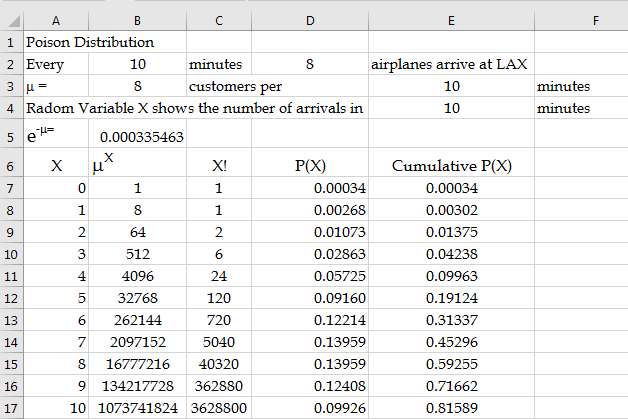 A B C D E F
1 Poison Distribution
2 Every 10 minutes 8 airplanes arrive at LAX
3 μ = 8 customers per 10 minutes
4 Radom Variable X shows the number of arrivals in 10 minutes
5 e^-μ= 0.000335463
6 X μ^X X! P(X) Cumulative P(X)
7 0 1 1 0.00034 0.00034
8 1 8 1 0.00268 0.00302
9 2 64 2 0.01073 0.01375
10 3 512 6 0.02863 0.04238
11 4 4096 24 0.05725 0.09963
12 5 32768 120 0.09160 0.19124
13 6 262144 720 0.12214 0.31337
14 7 2097152 5040 0.13959 0.45296
15 8 16777216 40320 0.13959 0.59255
16 9 134217728 362880 0.12408 0.71662
17 10 1073741824 3628800 0.09926 0.81589